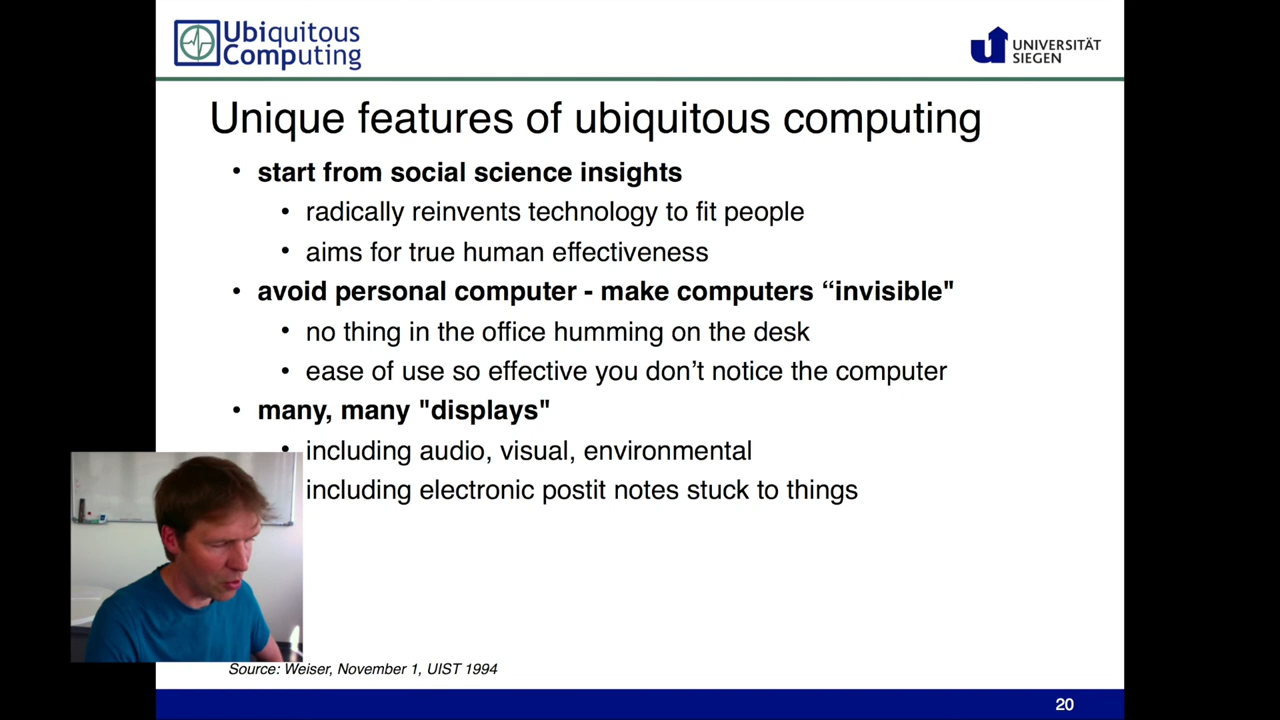 Ubiquitous
Computing
UNIVERSITÄT
SIEGEN
Unique features of ubiquitous computing
• start from social science insights
• radically reinvents technology to fit people
• aims for true human effectiveness
• avoid personal computer - make computers “invisible"
• no thing in the office humming on the desk
• ease of use so effective you don’t notice the computer
• many, many "displays"
• including audio, visual, environmental
including electronic postit notes stuck to things
Source: Weiser, November 1, UIST 1994
20